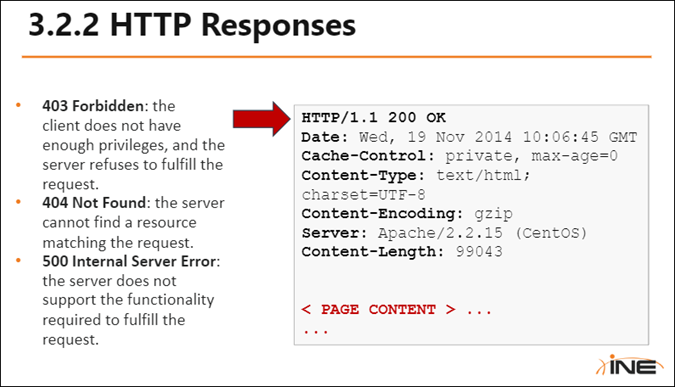 3.2.2 HTTP Responses
• 403 Forbidden: the
client does not have
enough privileges, and the
server refuses to fulfill the
request.
• 404 Not Found: the server
cannot find a resource
matching the request.
• 500 Internal Server Error:
the server does not
support the functionality
required to fulfill the
request.
HTTP/1.1 200 OK
Date: Wed, 19 Nov 2014 10:06:45 GMT
Cache-Control: private, max-age=0
Content-Type: text/html;
charset=UTF-8
Content-Encoding: gzip
Server: Apache/2.2.15 (CentOS)
Content-Length: 99043
< PAGE CONTENT > ...
...
INE